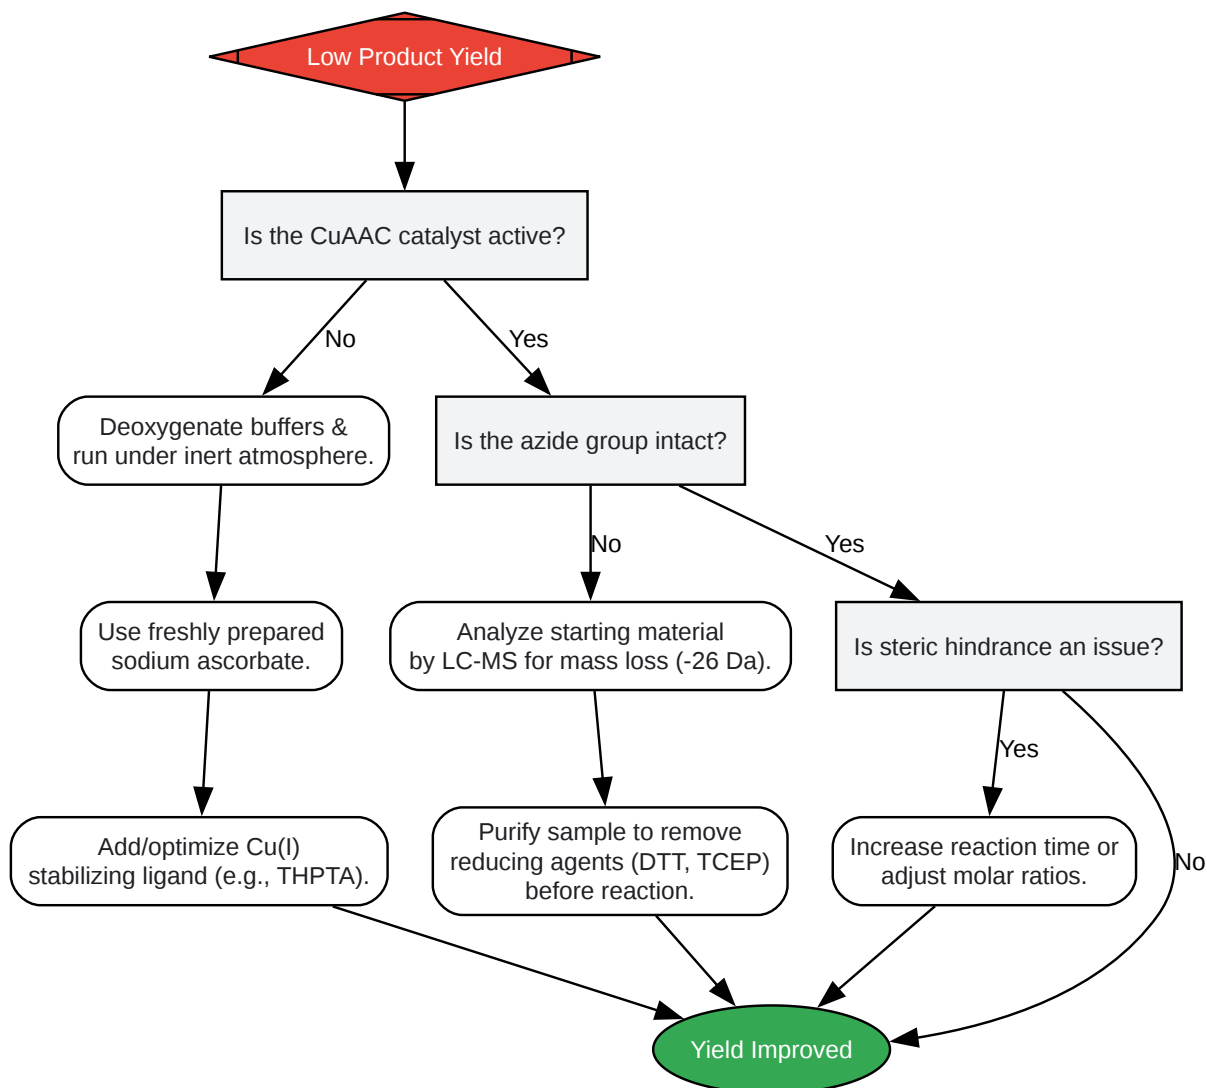 Low Product Yield
Is the CuAAC catalyst active?
No
Yes
Deoxygenate buffers &
run under inert atmosphere.
Is the azide group intact?
No
Yes
Use freshly prepared
sodium ascorbate.
Analyze starting material
by LC-MS for mass loss (-26 Da).
Is steric hindrance an issue?
Yes
No
Add/optimize Cu(I)
stabilizing ligand (e.g., THPTA).
Purify sample to remove
reducing agents (DTT, TCEP)
before reaction.
Increase reaction time or
adjust molar ratios.
Yield Improved